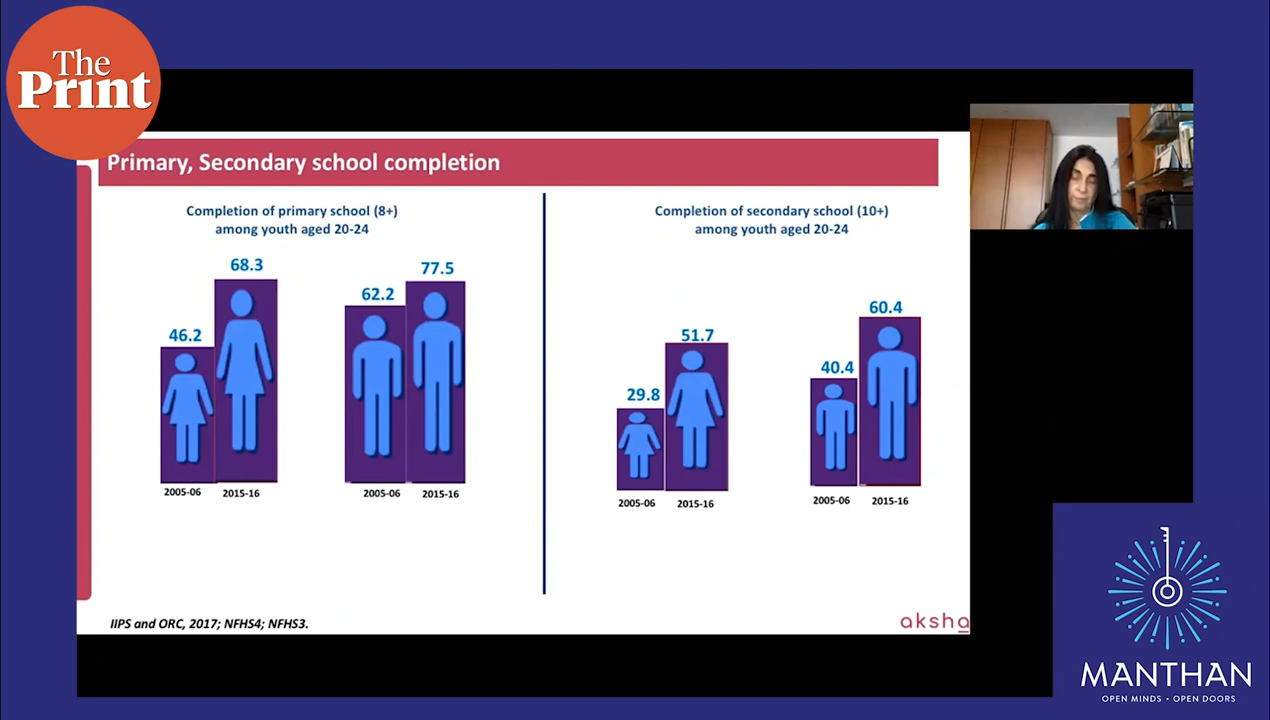 The
Print
Primary, Secondary school completion
Completion of primary school (8+)
among youth aged 20-24
46.2
68.3
62.2
77.5
2005-06
2015-16
2005-06
2015-16
Completion of secondary school (10+)
among youth aged 20-24
29.8
51.7
40.4
60.4
2005-06
2015-16
2005-06
2015-16
IIPS and ORC, 2017; NFHS4; NFHS3.
aksha
MANTHAN
OPEN MINDS • OPEN DOORS